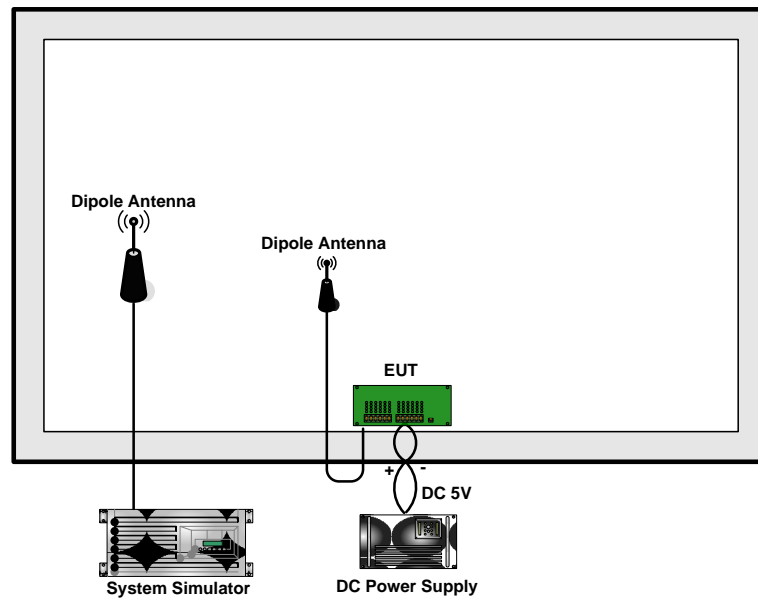 Dipole Antenna
Dipole Antenna
EUT
+ -
DC 5V
System Simulator
DC Power Supply